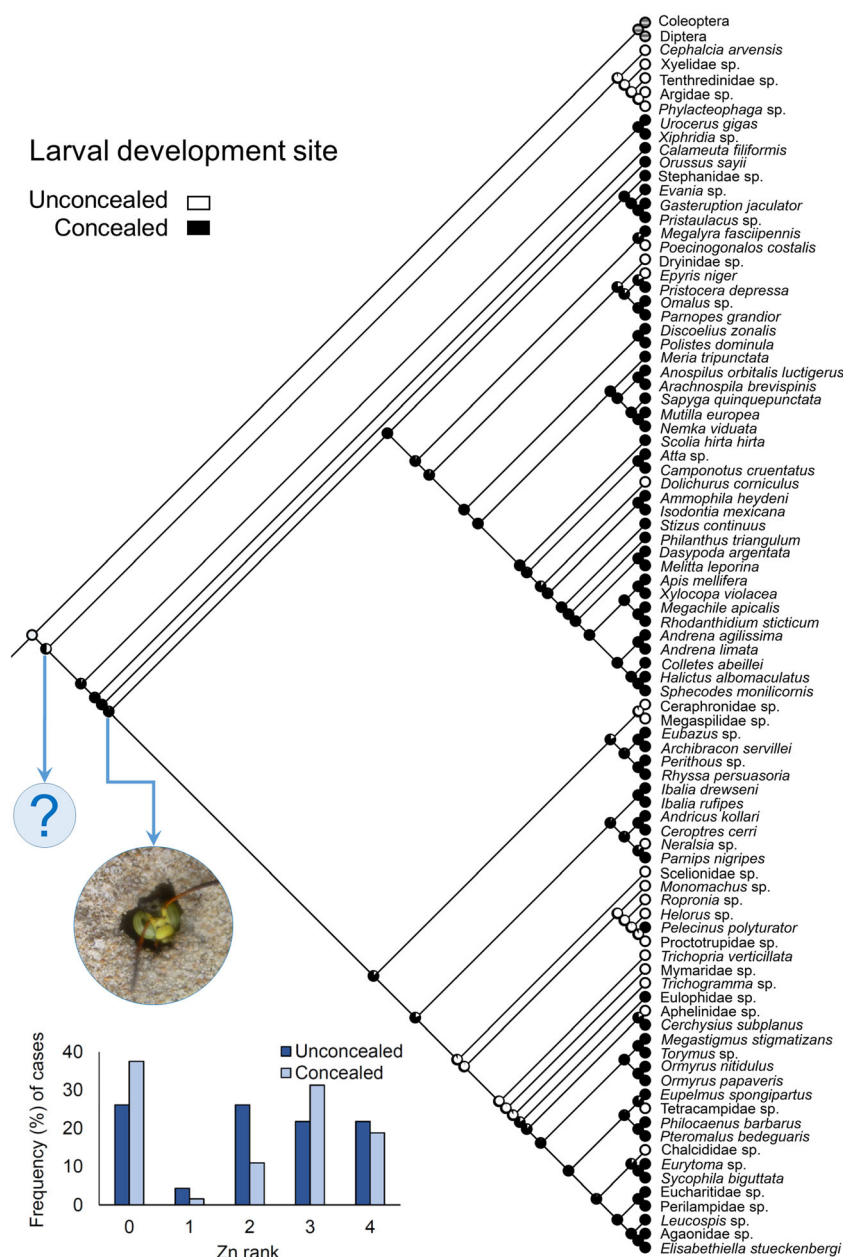 Larval development site
Unconcealed
Concealed
Coleoptera
Diptera
Cephalcia arvensis
Xyelidae sp.
Tenthredinidae sp.
Argidae sp.
Phylacteophaga sp.
Urocerus gigas
Xiphridia sp.
Calameuta filiformis
Orussus sayii
Stephanidae sp.
Evania sp.
Gasteruption jaculator
Pristaulacus sp.
Megalyra fasciipennis
Poecinogonalos costalis
Dryinidae sp.
Epyris niger
Pristocera depressa
Omalus sp.
Parnopes grandior
Discoelius zonalis
Polistes dominula
Meria tripunctata
Anospilus orbitalis luctigerus
Arachnospila brevispinis
Sapyga quinquepunctata
Mutilla europea
Nemka viduata
Scolia hirta hirta
Atta sp.
Camponotus cruentatus
Dolichurus corniculus
Ammophila heydeni
Isodontia mexicana
Stizus continuus
Philanthus triangulum
Dasypoda argentata
Melitta leporina
Apis mellifera
Xylocopa violacea
Megachile apicalis
Rhodanthidium sticticum
Andrena agilissima
Andrena limata
Colletes abeillei
Halictus albomaculatus
Sphecodes monilicornis
Ceraphronidae sp.
Megaspilidae sp.
Eubazus sp.
Archibracon servillei
Perithous sp.
Rhyssa persuasoria
Ibalia drewseni
Ibalia rufipes
Andricus kollari
Ceroptres cerri
Neralsia sp.
Parnips nigripes
Scelionidae sp.
Monomachus sp.
Ropronia sp.
Helorus sp.
Pelecinus polyturator
Proctotrupidae sp.
Trichopria verticillata
Mymaridae sp.
Trichogramma sp.
Eulophidae sp.
Aphelinidae sp.
Cerchysius subplanus
Megastigmus stigmatizans
Torymus sp.
Ormyrus nitidulus
Ormyrus papaveris
Eupelmus spongipartus
Tetracampidae sp.
Philocaenus barbarus
Pteromalus bedeguaris
Chalcididae sp.
Eurytoma sp.
Sycophila biguttata
Eucharitidae sp.
Perilampidae sp.
Leucospis sp.
Agaonidae sp.
Elisabethiella stueckenbergi
?
Frequency (%) of cases
40
30
20
10
0
Unconcealed
Concealed
0 1 2 3 4
Zn rank